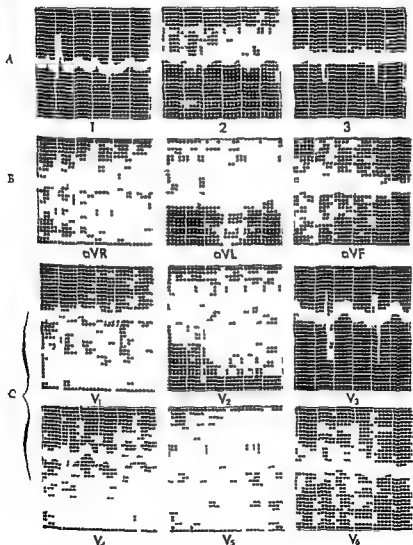 A
1 2 3
Б
aVR aVL aVF
C
V₁ V₂ V₃
V₄ V₅ V₆